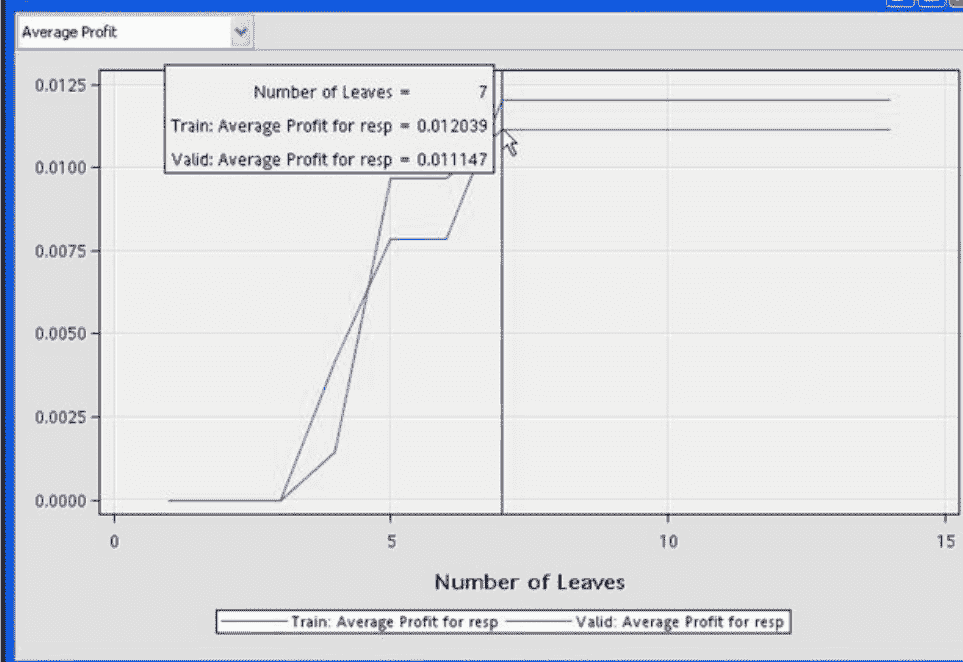 Average Profit
Number of Leaves = 7
Train: Average Profit for resp = 0.012039
Valid: Average Profit for resp = 0.011147
0.0125
0.0100
0.0075
0.0050
0.0025
0.0000
0 5 10 15
Number of Leaves
Train: Average Profit for resp Valid: Average Profit for resp